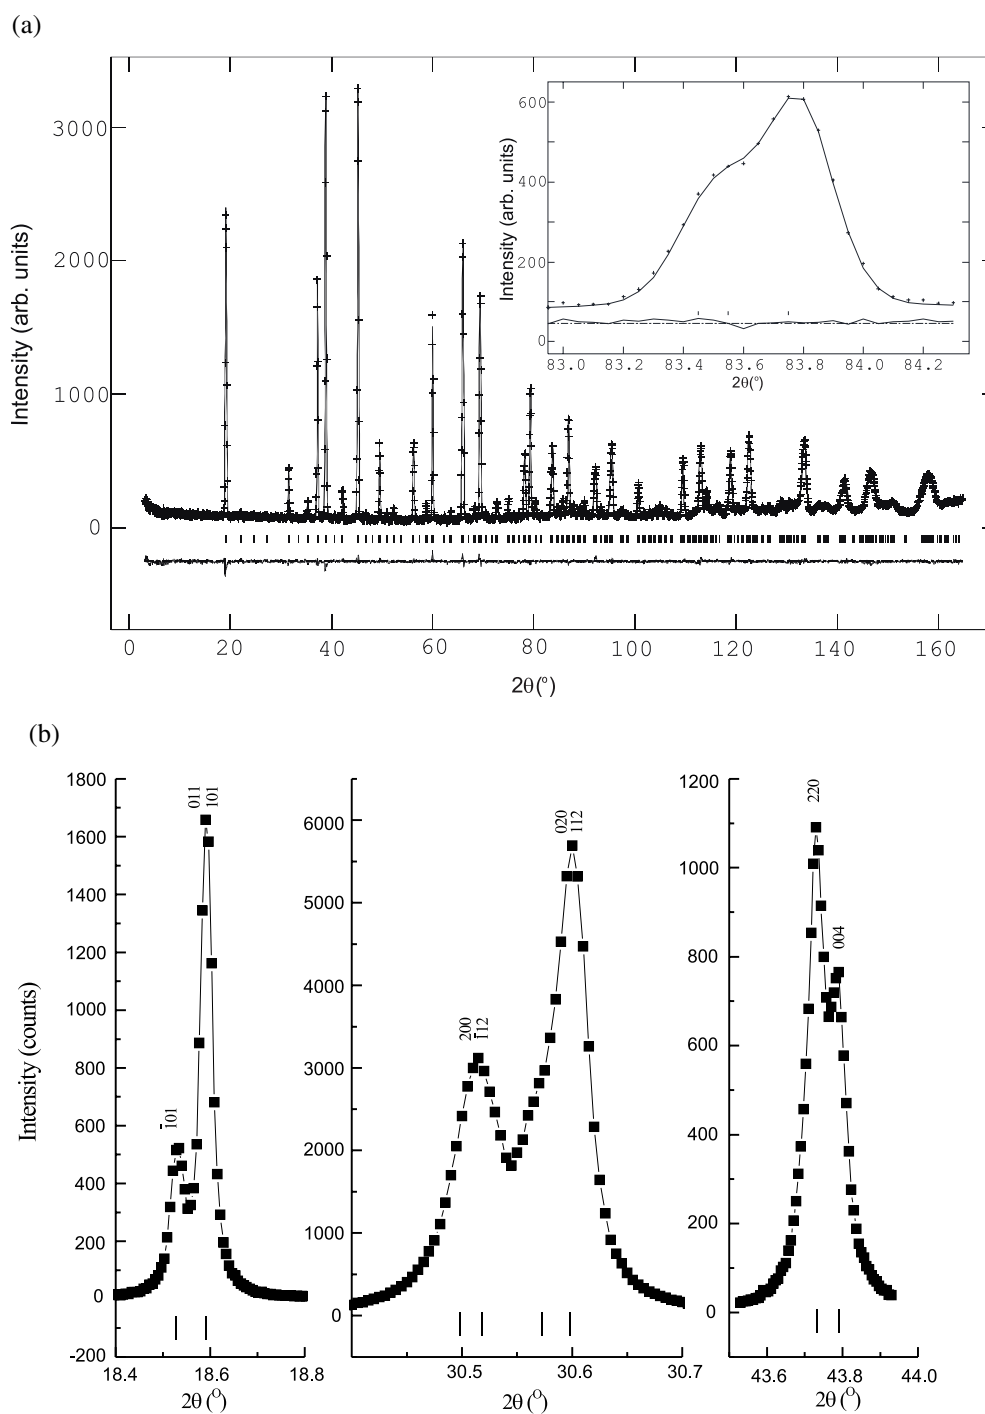 (a)
3000
2000
1000
0
Intensity (arb. units)
0 20 40 60 80 100 120 140 160
2θ(°)
600
400
200
0
Intensity (arb. units)
83.0 83.2 83.4 83.6 83.8 84.0 84.2
2θ(°)
(b)
Intensity (counts)
1800
1600
1400
1200
1000
800
600
400
200
0
-200
1̄01
011
101
18.4 18.6 18.8
2θ(°)
6000
5000
4000
3000
2000
1000
0
200
1̄12
020
112
30.5 30.6 30.7
2θ(°)
1200
1000
800
600
400
200
0
220
004
43.6 43.8 44.0
2θ(°)